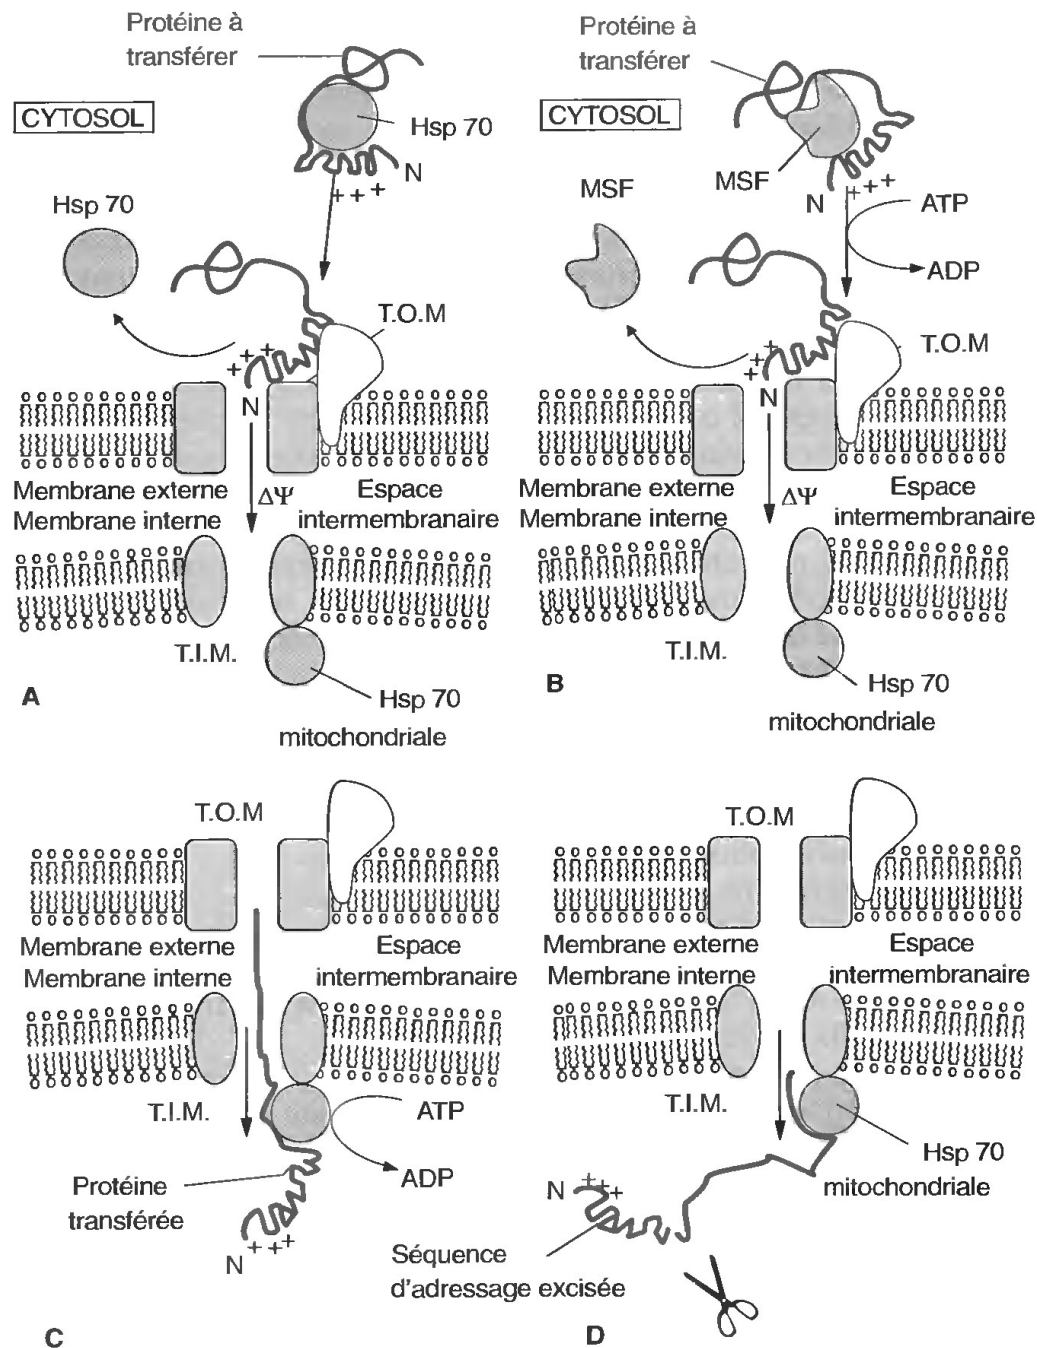 Protéine à
transférer
CYTOSOL
Hsp 70
N
+++
Hsp 70
T.O.M
+++
N
Membrane externe
Espace
ΔΨ
Membrane interne
intermembranaire
T.I.M.
Hsp 70
mitochondriale
A
Protéine à
transférer
CYTOSOL
MSF
MSF
N
+++
ATP
ADP
T.O.M
+++
N
Membrane externe
Espace
ΔΨ
Membrane interne
intermembranaire
T.I.M.
Hsp 70
mitochondriale
B
T.O.M
Membrane externe
Espace
Membrane interne
intermembranaire
T.I.M.
ATP
ADP
Protéine
transférée
N
+++
C
T.O.M
Membrane externe
Espace
Membrane interne
intermembranaire
T.I.M.
Hsp 70
mitochondriale
N
+++
Séquence
d'adressage excisée
D